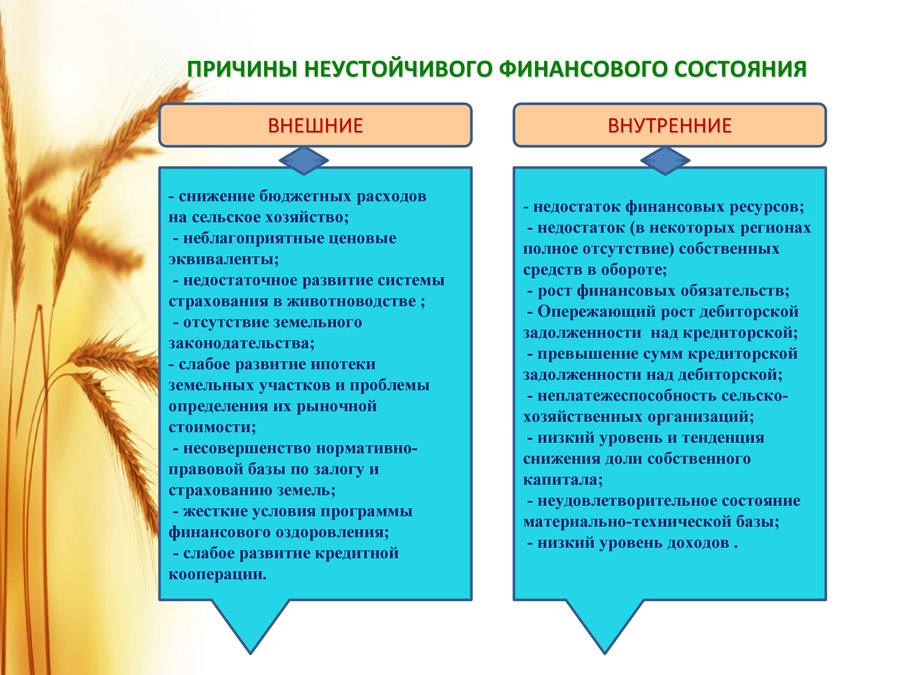 ПРИЧИНЫ НЕУСТОЙЧИВОГО ФИНАНСОВОГО СОСТОЯНИЯ
ВНЕШНИЕ
- снижение бюджетных расходов
на сельское хозяйство;
- неблагоприятные ценовые
эквиваленты;
- недостаточное развитие системы
страхования в животноводстве ;
- отсутствие земельного
законодательства;
- слабое развитие ипотеки
земельных участков и проблемы
определения их рыночной
стоимости;
- несовершенство нормативно-
правовой базы по залогу и
страхованию земель;
- жесткие условия программы
финансового оздоровления;
- слабое развитие кредитной
кооперации.
ВНУТРЕННИЕ
- недостаток финансовых ресурсов;
- недостаток (в некоторых регионах
полное отсутствие) собственных
средств в обороте;
- рост финансовых обязательств;
- Опережающий рост дебиторской
задолженности над кредиторской;
- превышение сумм кредиторской
задолженности над дебиторской;
- неплатежеспособность сельско-
хозяйственных организаций;
- низкий уровень и тенденция
снижения доли собственного
капитала;
- неудовлетворительное состояние
материально-технической базы;
- низкий уровень доходов .